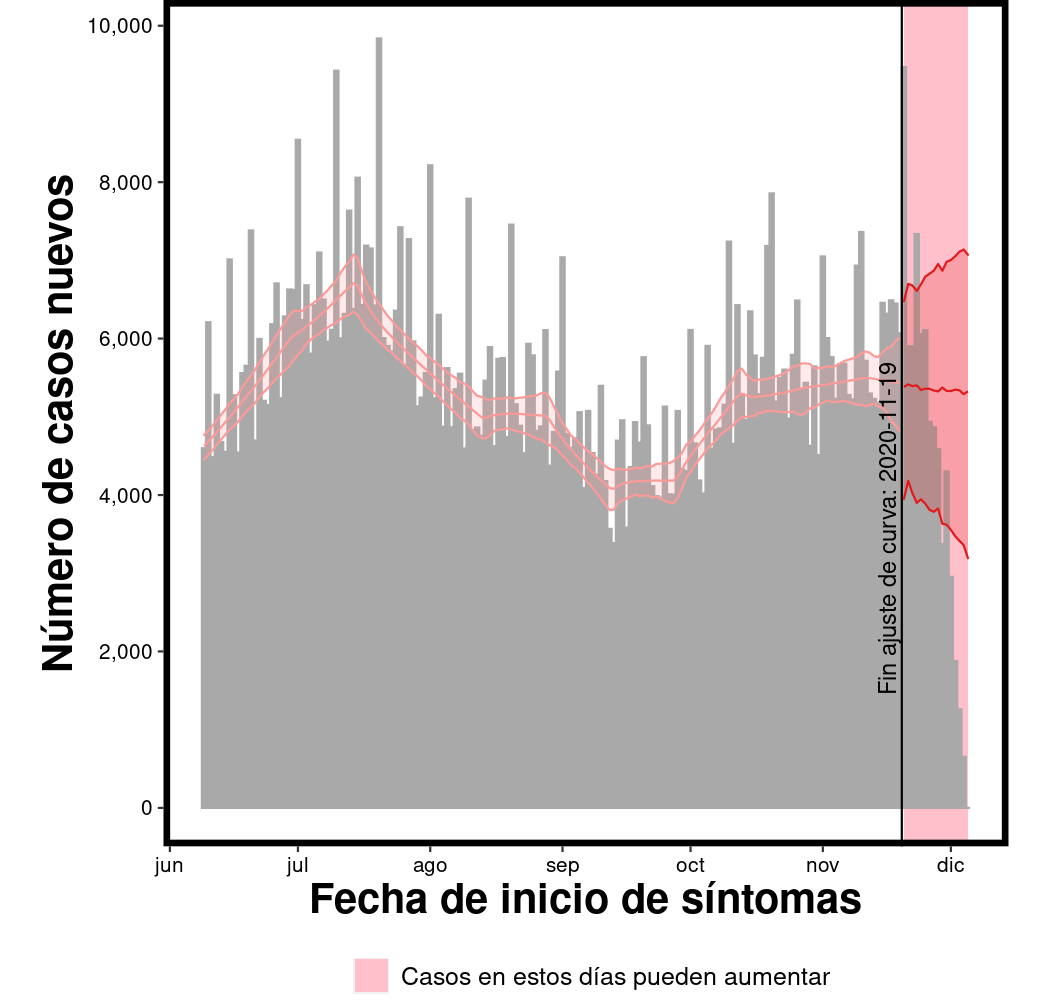 Número de casos nuevos
10,000
8,000
6,000
4,000
2,000
0
Fin ajuste de curva: 2020-11-19
jun jul ago sep oct nov dic
Fecha de inicio de síntomas
Casos en estos días pueden aumentar